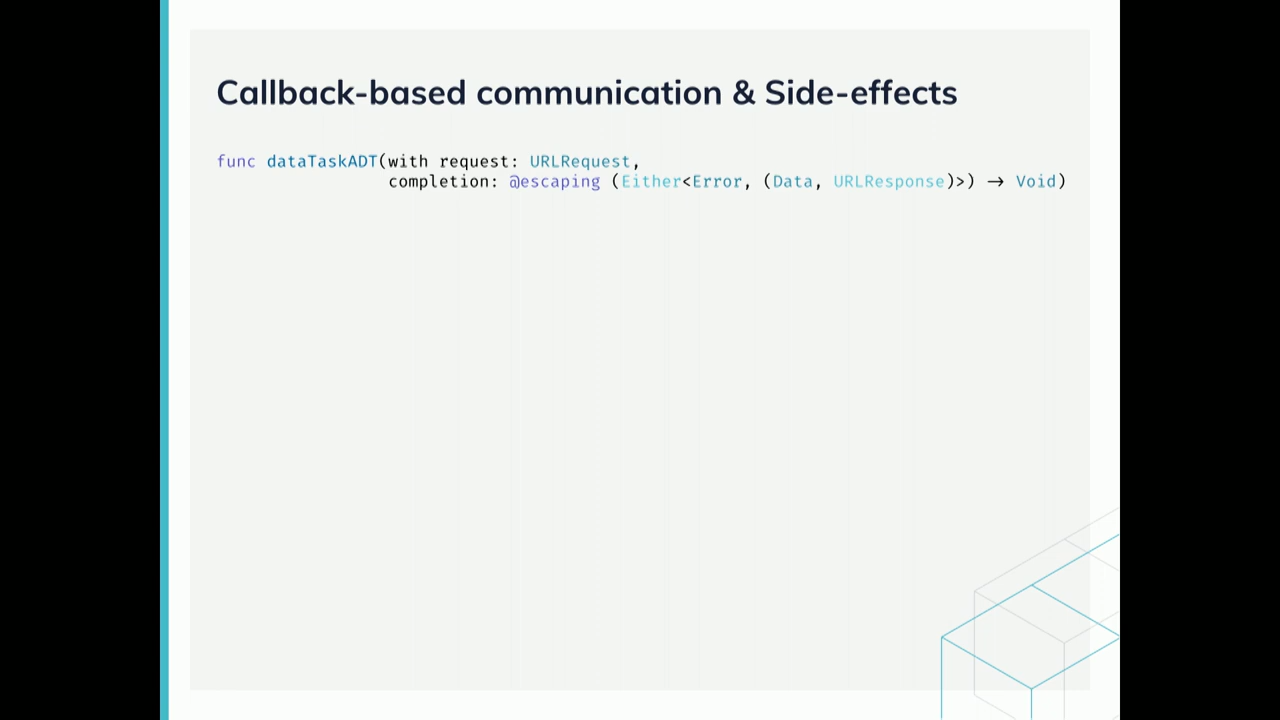 Callback-based communication & Side-effects
func dataTaskADT(with request: URLRequest,
completion: @escaping (Either<Error, (Data, URLResponse)>) → Void)